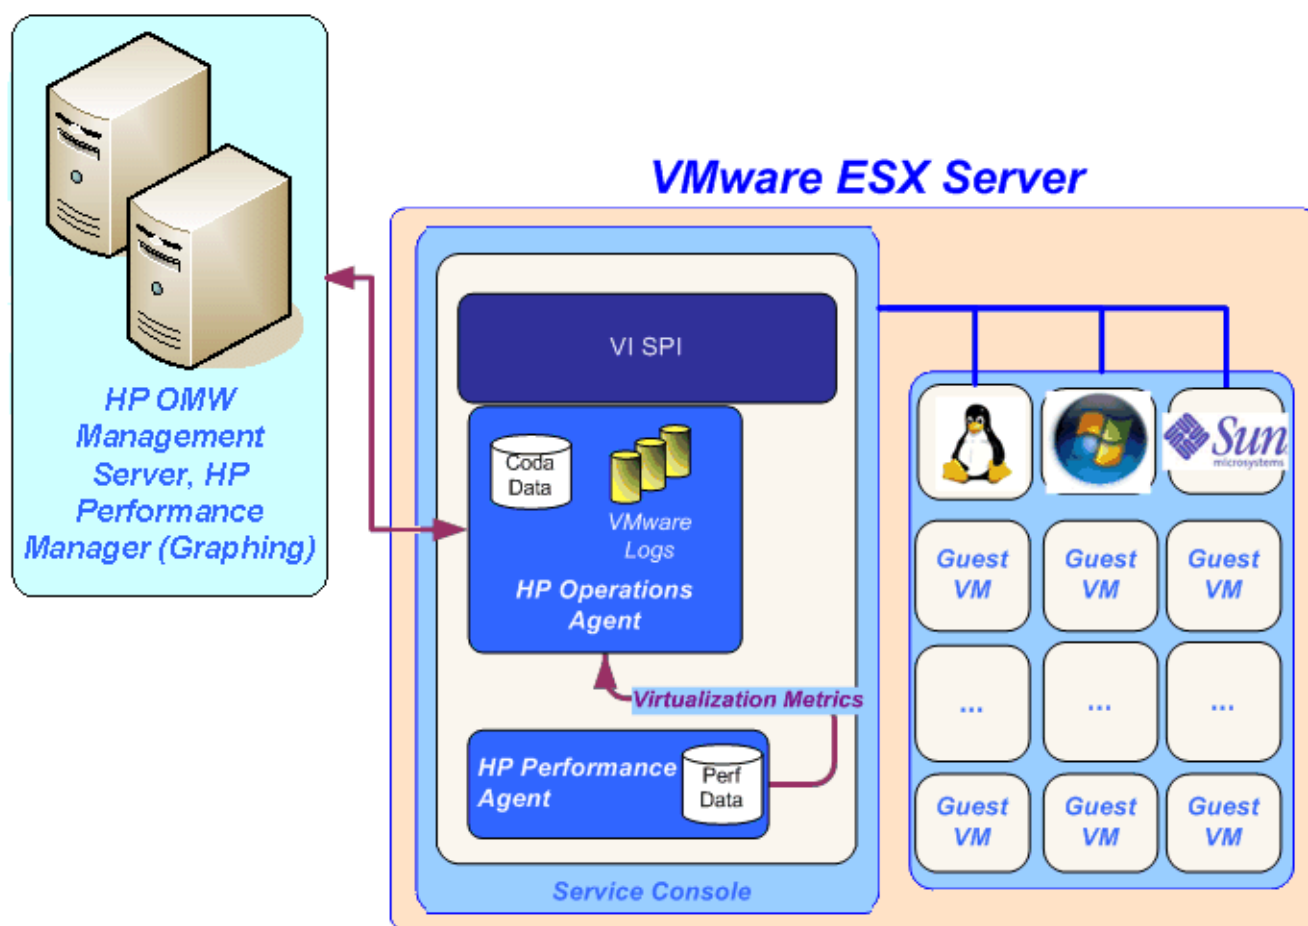 VMware ESX Server
HP OMW
Management
Server, HP
Performance
Manager (Graphing)
VI SPI
Coda
Data
VMware
Logs
HP Operations
Agent
Virtualization Metrics
HP Performance
Agent
Perf
Data
Service Console
Sun
microsystems
Guest
VM
Guest
VM
Guest
VM
...
...
...
Guest
VM
Guest
VM
Guest
VM